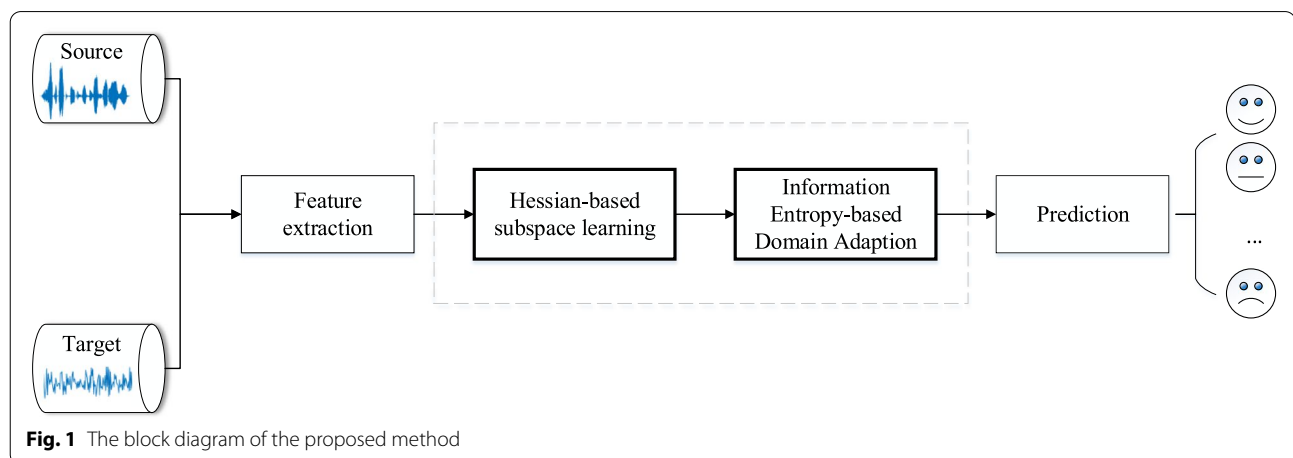 Source
Target
Feature
extraction
Hessian-based
subspace learning
Information
Entropy-based
Domain Adaption
Prediction
...
Fig. 1 The block diagram of the proposed method